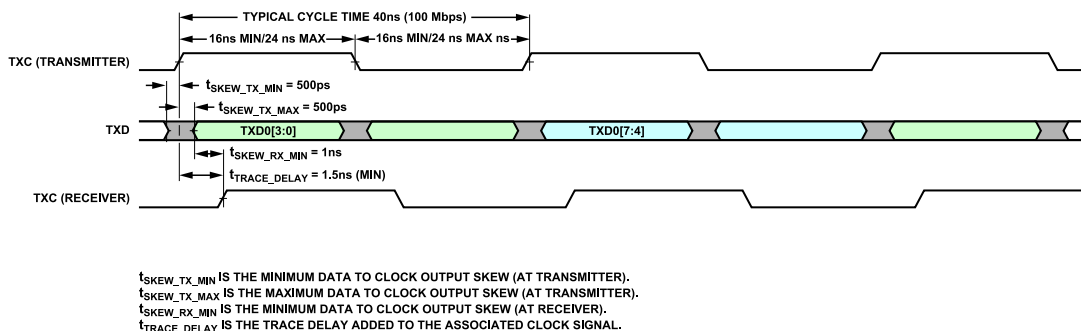 TYPICAL CYCLE TIME 40ns (100 Mbps)
16ns MIN/24 ns MAX
16ns MIN/24 ns MAX ns
TXC (TRANSMITTER)
tSKEW_TX_MIN = 500ps
tSKEW_TX_MAX = 500ps
TXD
TXD0[3:0]
TXD0[7:4]
tSKEW_RX_MIN = 1ns
tTRACE_DELAY = 1.5ns (MIN)
TXC (RECEIVER)
tSKEW_TX_MIN IS THE MINIMUM DATA TO CLOCK OUTPUT SKEW (AT TRANSMITTER).
tSKEW_TX_MAX IS THE MAXIMUM DATA TO CLOCK OUTPUT SKEW (AT TRANSMITTER).
tSKEW_RX_MIN IS THE MINIMUM DATA TO CLOCK OUTPUT SKEW (AT RECEIVER).
tTRACE_DELAY IS THE TRACE DELAY ADDED TO THE ASSOCIATED CLOCK SIGNAL.